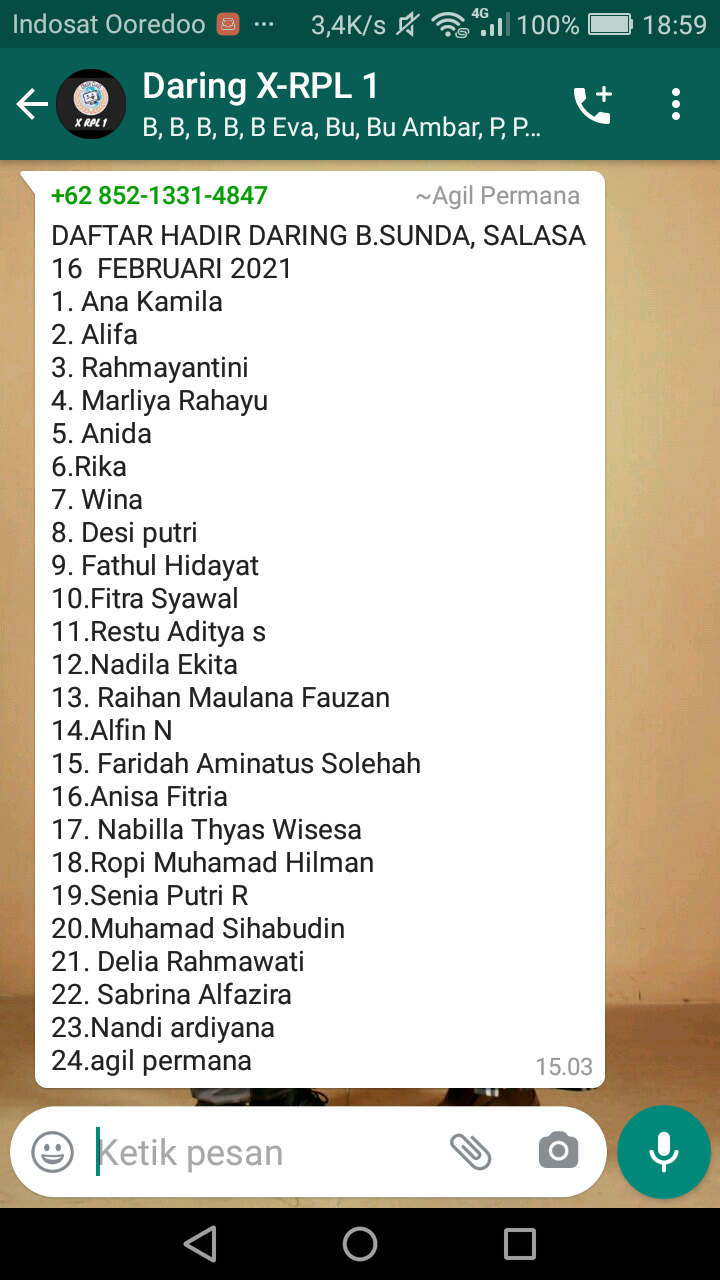 Indosat Ooredoo ... 3,4K/s 4G 100% 18:59
X RPL 1
Daring X-RPL 1
B, B, B, B, B Eva, Bu, Bu Ambar, P, P...
+62 852-1331-4847 ~Agil Permana
DAFTAR HADIR DARING B.SUNDA, SALASA
16 FEBRUARI 2021
1. Ana Kamila
2. Alifa
3. Rahmayantini
4. Marliya Rahayu
5. Anida
6.Rika
7. Wina
8. Desi putri
9. Fathul Hidayat
10.Fitra Syawal
11.Restu Aditya s
12.Nadila Ekita
13. Raihan Maulana Fauzan
14.Alfin N
15. Faridah Aminatus Solehah
16.Anisa Fitria
17. Nabilla Thyas Wisesa
18.Ropi Muhamad Hilman
19.Senia Putri R
20.Muhamad Sihabudin
21. Delia Rahmawati
22. Sabrina Alfazira
23.Nandi ardiyana
24.agil permana
15.03
Ketik pesan